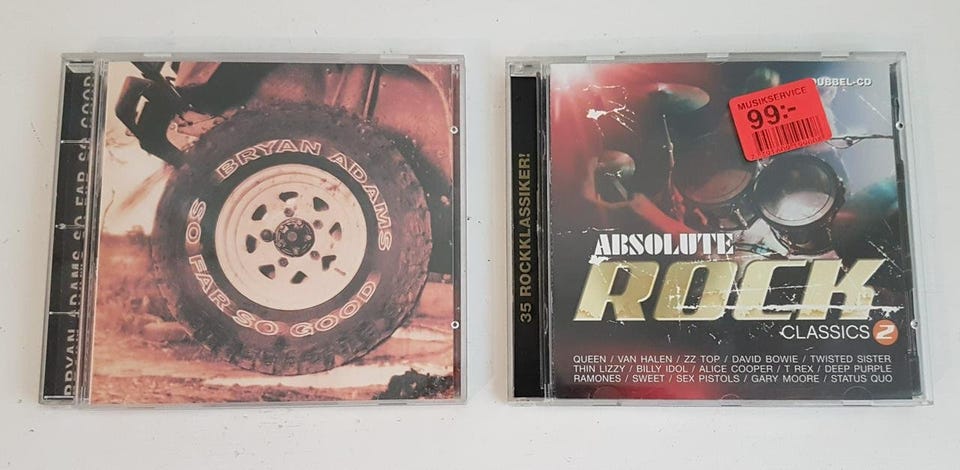 BRYAN ADAMS SO FAR SO GOOD
BRYAN ADAMS
SO FAR SO GOOD
35 ROCKKLASSIKER!
DUBBEL-CD
MUSIKSERVICE
99:-
ABSOLUTE
ROCK
CLASSICS 2
QUEEN / VAN HALEN / ZZ TOP / DAVID BOWIE / TWISTED SISTER
THIN LIZZY / BILLY IDOL / ALICE COOPER / T REX / DEEP PURPLE
RAMONES / SWEET / SEX PISTOLS / GARY MOORE / STATUS QUO